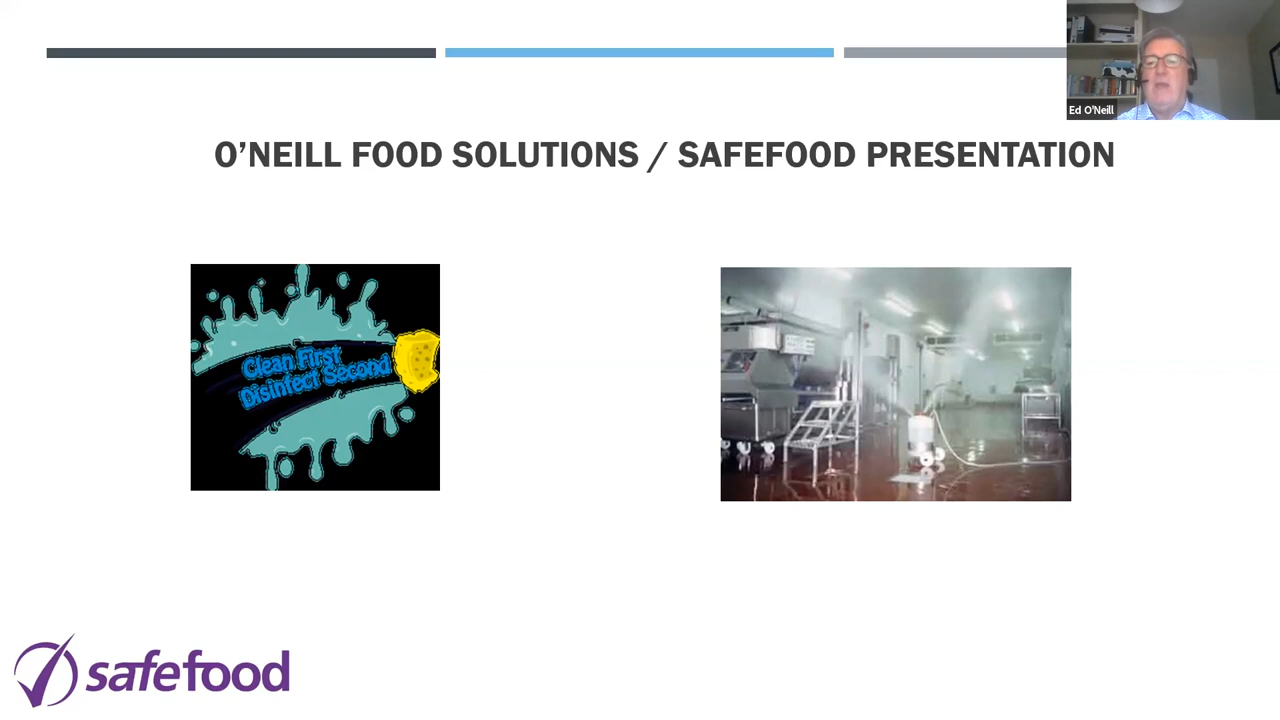 Ed O'Neill
O'NEILL FOOD SOLUTIONS / SAFEFOOD PRESENTATION
Clean First
Disinfect Second
safefood